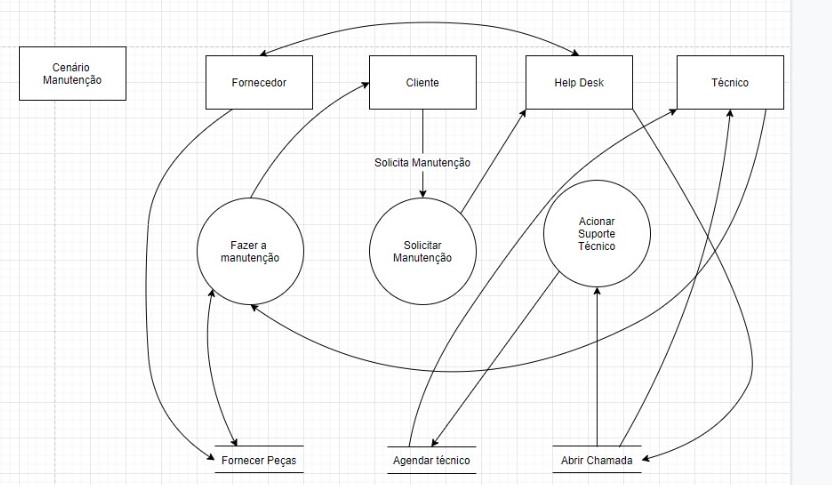 Cenário
Manutenção
Fornecedor
Cliente
Help Desk
Técnico
Solicita Manutenção
Fazer a
manutenção
Solicitar
Manutenção
Acionar
Suporte
Técnico
Fornecer Peças
Agendar técnico
Abrir Chamada